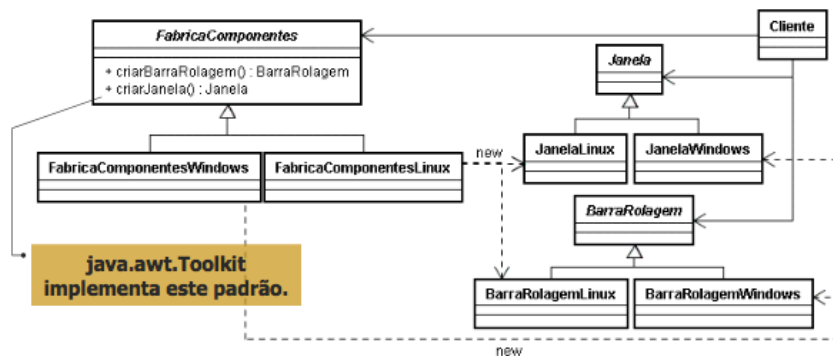 FabricaComponentes
+ criarBarraRolagem() : BarraRolagem
+ criarJanela() : Janela
Cliente
Janela
FabricaComponentesWindows
FabricaComponentesLinux
new
JanelaLinux
JanelaWindows
BarraRolagem
java.awt.Toolkit
implementa este padrão.
BarraRolagemLinux
BarraRolagemWindows
new